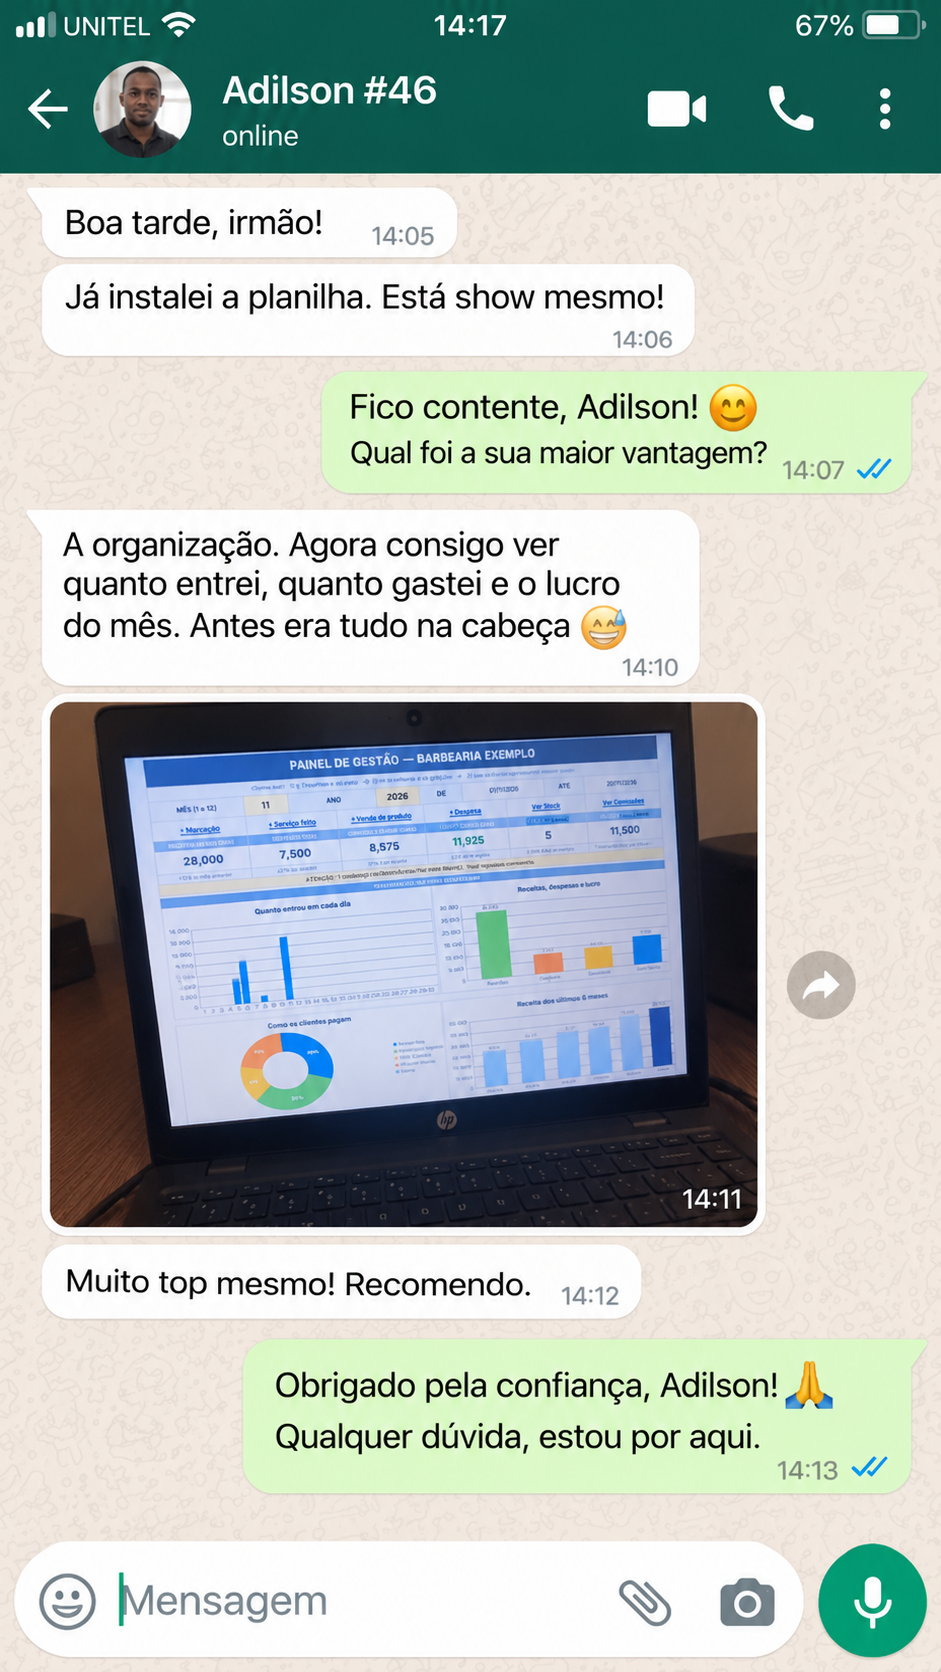 UNITEL 14:17 67%
Adilson #46
online
Boa tarde, irmão! 14:05
Já instalei a planilha. Está show mesmo!
14:06
Fico contente, Adilson! 😊
Qual foi a sua maior vantagem? 14:07
A organização. Agora consigo ver
quanto entrei, quanto gastei e o lucro
do mês. Antes era tudo na cabeça 😅
14:10
PAINEL DE GESTÃO — BARBEARIA EXEMPLO
MÊS (1 a 12) 11 ANO 2026 DE ATÉ
+ Marcação + Serviço feito + Venda de produto + Despesa Ver Stock Ver Comissões
28,000 7,500 8,575 11,925 5 11,500
Quanto entrou em cada dia
Receitas, despesas e lucro
Como os clientes pagam
Receita dos últimos 6 meses
hp
14:11
Muito top mesmo! Recomendo. 14:12
Obrigado pela confiança, Adilson! 🙏
Qualquer dúvida, estou por aqui.
14:13
Mensagem